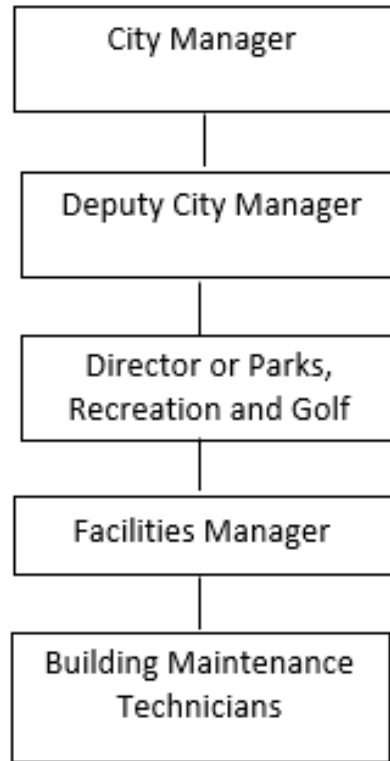 City Manager
Deputy City Manager
Director or Parks,
Recreation and Golf
Facilities Manager
Building Maintenance
Technicians